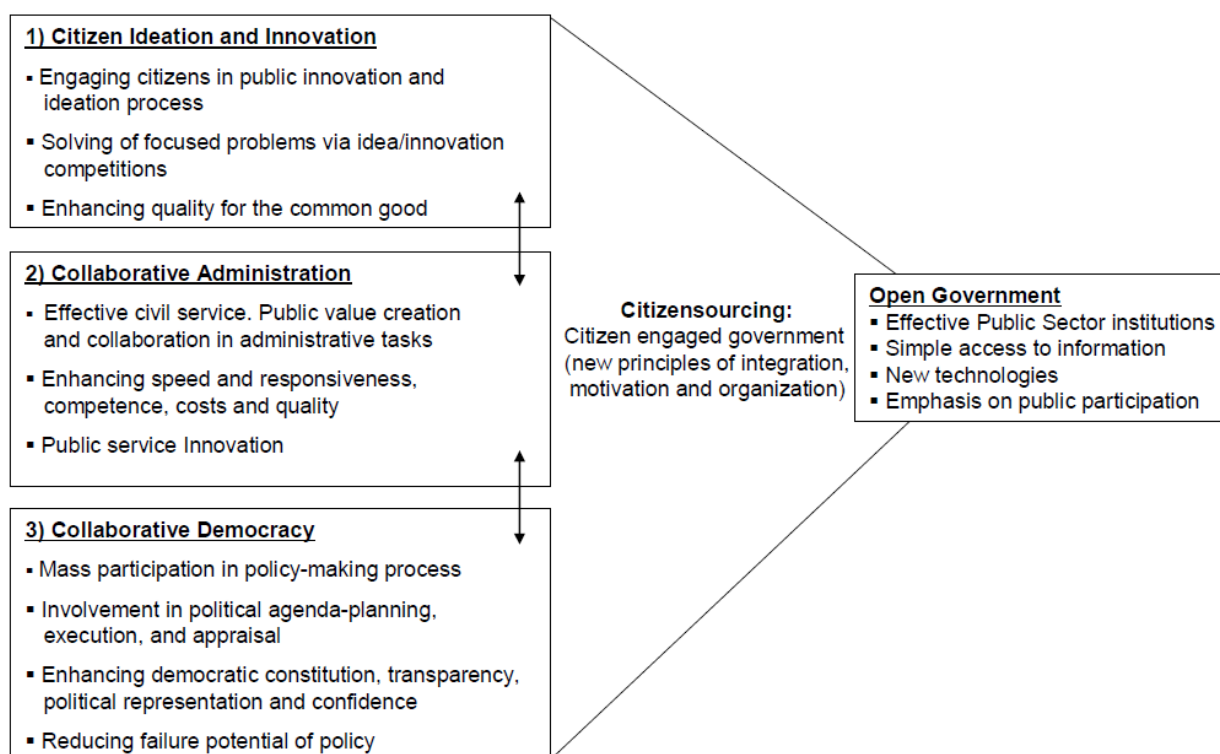 1) Citizen Ideation and Innovation
▪ Engaging citizens in public innovation and
ideation process
▪ Solving of focused problems via idea/innovation
competitions
▪ Enhancing quality for the common good
2) Collaborative Administration
▪ Effective civil service. Public value creation
and collaboration in administrative tasks
▪ Enhancing speed and responsiveness,
competence, costs and quality
▪ Public service Innovation
3) Collaborative Democracy
▪ Mass participation in policy-making process
▪ Involvement in political agenda-planning,
execution, and appraisal
▪ Enhancing democratic constitution, transparency,
political representation and confidence
▪ Reducing failure potential of policy
Citizensourcing:
Citizen engaged government
(new principles of integration,
motivation and organization)
Open Government
▪ Effective Public Sector institutions
▪ Simple access to information
▪ New technologies
▪ Emphasis on public participation